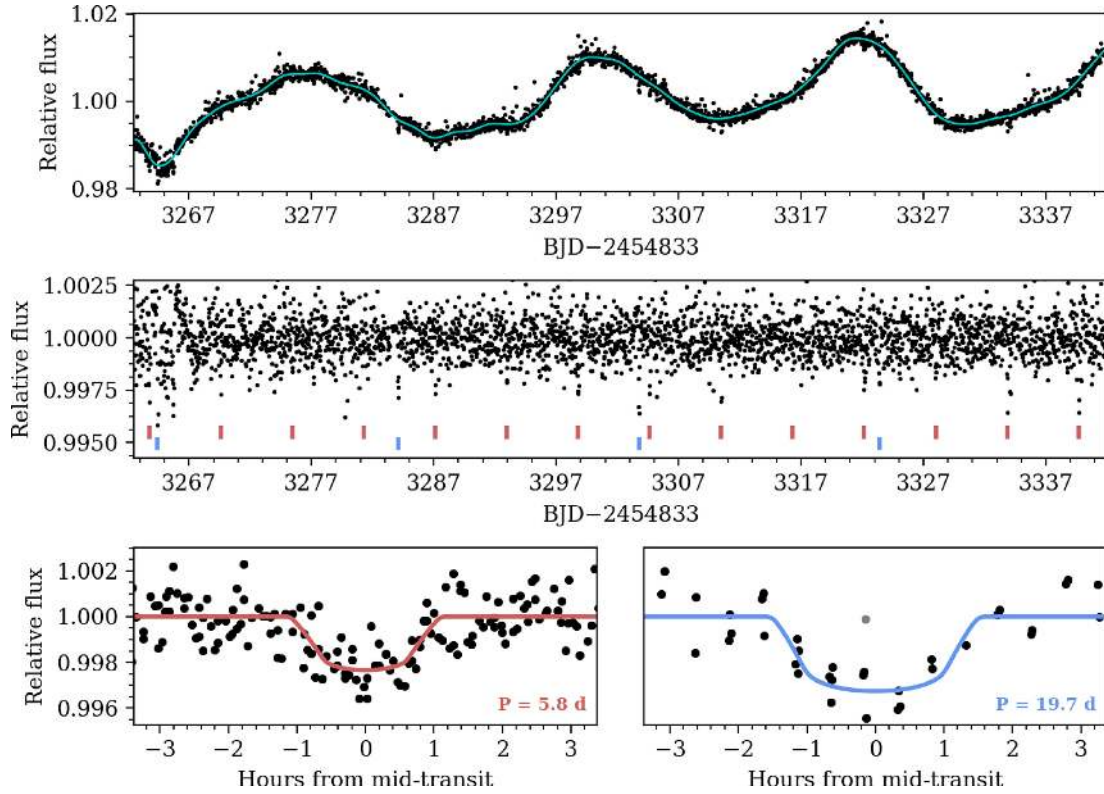 1.02
1.00
0.98
Relative flux
3267 3277 3287 3297 3307 3317 3327 3337
BJD−2454833
1.0025
1.0000
0.9975
0.9950
Relative flux
3267 3277 3287 3297 3307 3317 3327 3337
BJD−2454833
1.002
1.000
0.998
0.996
Relative flux
P = 5.8 d
P = 19.7 d
−3 −2 −1 0 1 2 3
−3 −2 −1 0 1 2 3
Hours from mid-transit
Hours from mid-transit